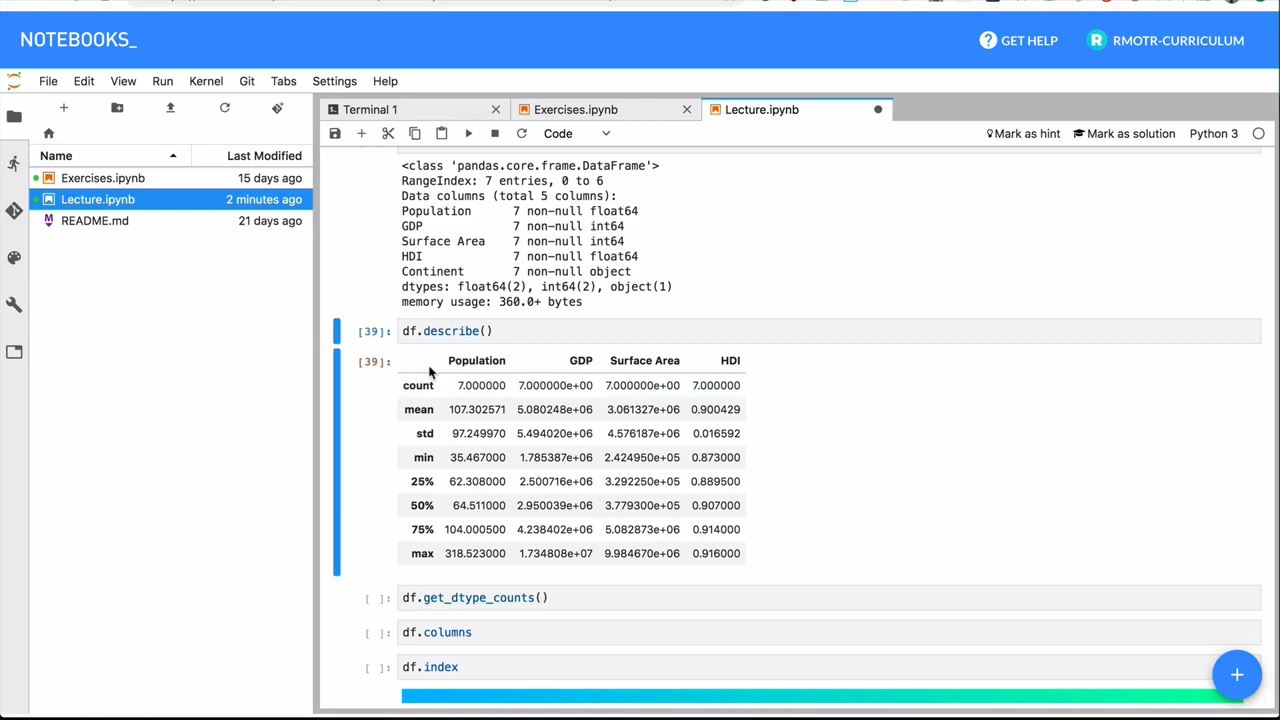 NOTEBOOKS_
GET HELP
R RMOTR-CURRICULUM
File Edit View Run Kernel Git Tabs Settings Help
Terminal 1
Exercises.ipynb
Lecture.ipynb
Code
Mark as hint
Mark as solution
Python 3
Name Last Modified
Exercises.ipynb 15 days ago
Lecture.ipynb 2 minutes ago
README.md 21 days ago
<class 'pandas.core.frame.DataFrame'>
RangeIndex: 7 entries, 0 to 6
Data columns (total 5 columns):
Population 7 non-null float64
GDP 7 non-null int64
Surface Area 7 non-null int64
HDI 7 non-null float64
Continent 7 non-null object
dtypes: float64(2), int64(2), object(1)
memory usage: 360.0+ bytes
[39]: df.describe()
[39]: Population GDP Surface Area HDI
count 7.000000 7.000000e+00 7.000000e+00 7.000000
mean 107.302571 5.080248e+06 3.061327e+06 0.900429
std 97.249970 5.494020e+06 4.576187e+06 0.016592
min 35.467000 1.785387e+06 2.424950e+05 0.873000
25% 62.308000 2.500716e+06 3.292250e+05 0.889500
50% 64.511000 2.950039e+06 3.779300e+05 0.907000
75% 104.000500 4.238402e+06 5.082873e+06 0.914000
max 318.523000 1.734808e+07 9.984670e+06 0.916000
[ ]: df.get_dtype_counts()
[ ]: df.columns
[ ]: df.index